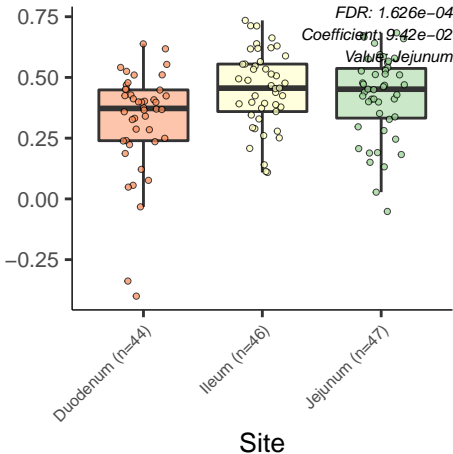 FDR: 1.626e−04
Coefficient: 9.42e−02
Value: Jejunum
0.75
0.50
0.25
0.00
−0.25
Duodenum (n=44)
Ileum (n=46)
Jejunum (n=47)
Site